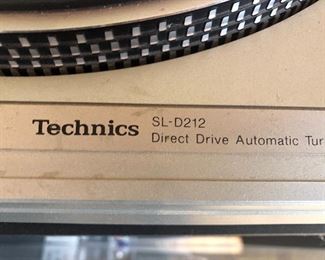 Technics SL-D212
Direct Drive Automatic Tur